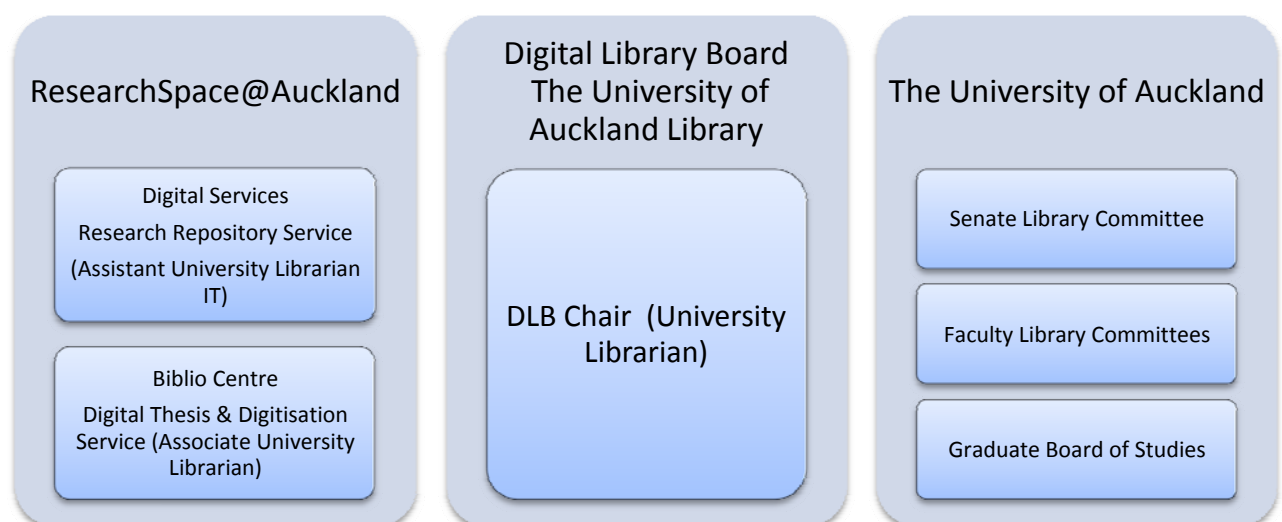 ResearchSpace@Auckland
Digital Services
Research Repository Service
(Assistant University Librarian
IT)
Biblio Centre
Digital Thesis & Digitisation
Service (Associate University
Librarian)
Digital Library Board
The University of
Auckland Library
DLB Chair  (University
Librarian)
The University of Auckland
Senate Library Committee
Faculty Library Committees
Graduate Board of Studies